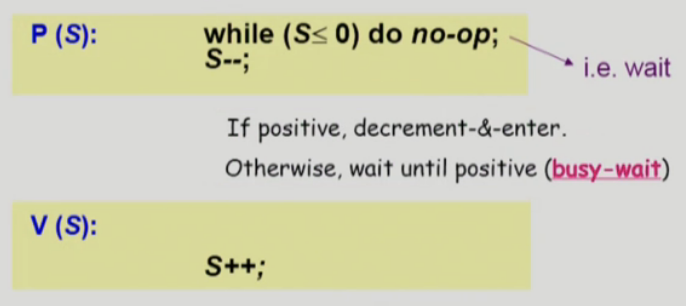 P (S): while (S≤ 0) do no-op;
S--;
i.e. wait
If positive, decrement-&-enter.
Otherwise, wait until positive (busy-wait)
V (S):
S++;